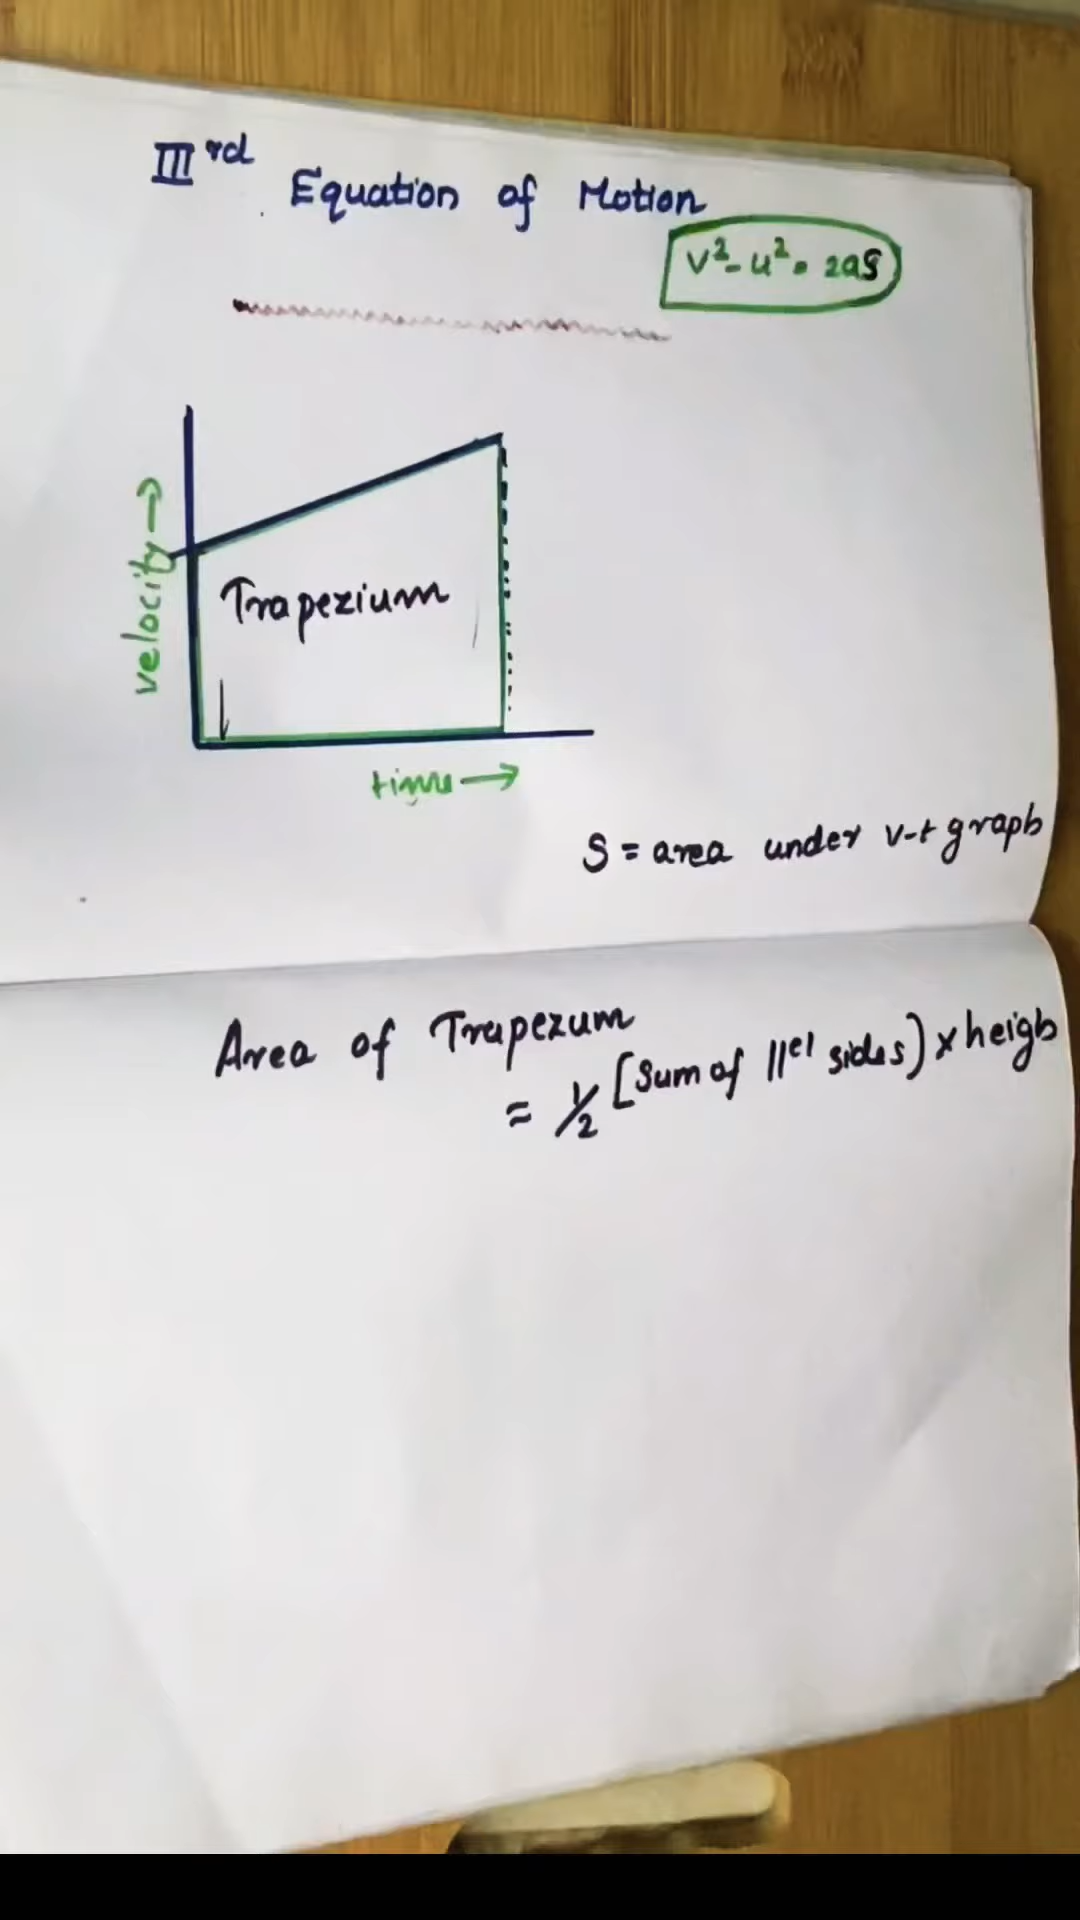 IIIrd Equation of Motion
v²-u² = 2aS
velocity →
Trapezium
time →
S = area under v-t graph
Area of Trapezum
= 1/2 [Sum of ||el sides) x heigh